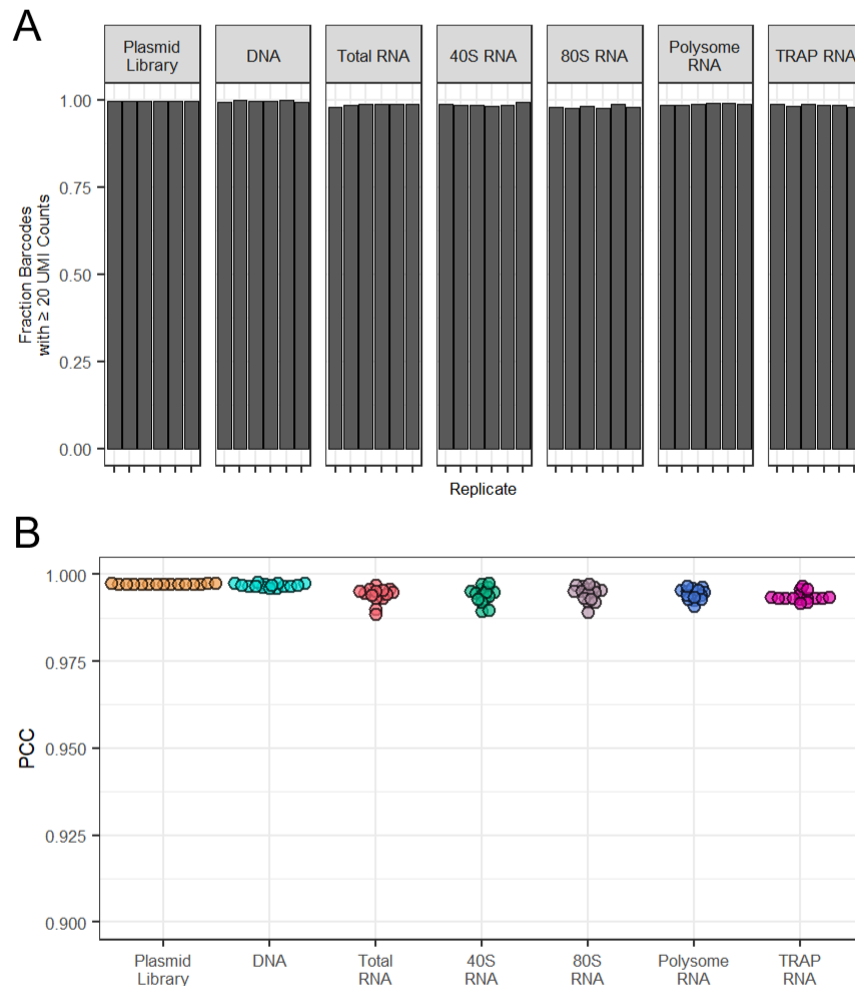 A
Plasmid
Library
DNA
Total RNA
40S RNA
80S RNA
Polysome
RNA
TRAP RNA
Fraction Barcodes
with ≥ 20 UMI Counts
1.00
0.75
0.50
0.25
0.00
Replicate
B
PCC
1.000
0.975
0.950
0.925
0.900
Plasmid
Library
DNA
Total
RNA
40S
RNA
80S
RNA
Polysome
RNA
TRAP
RNA